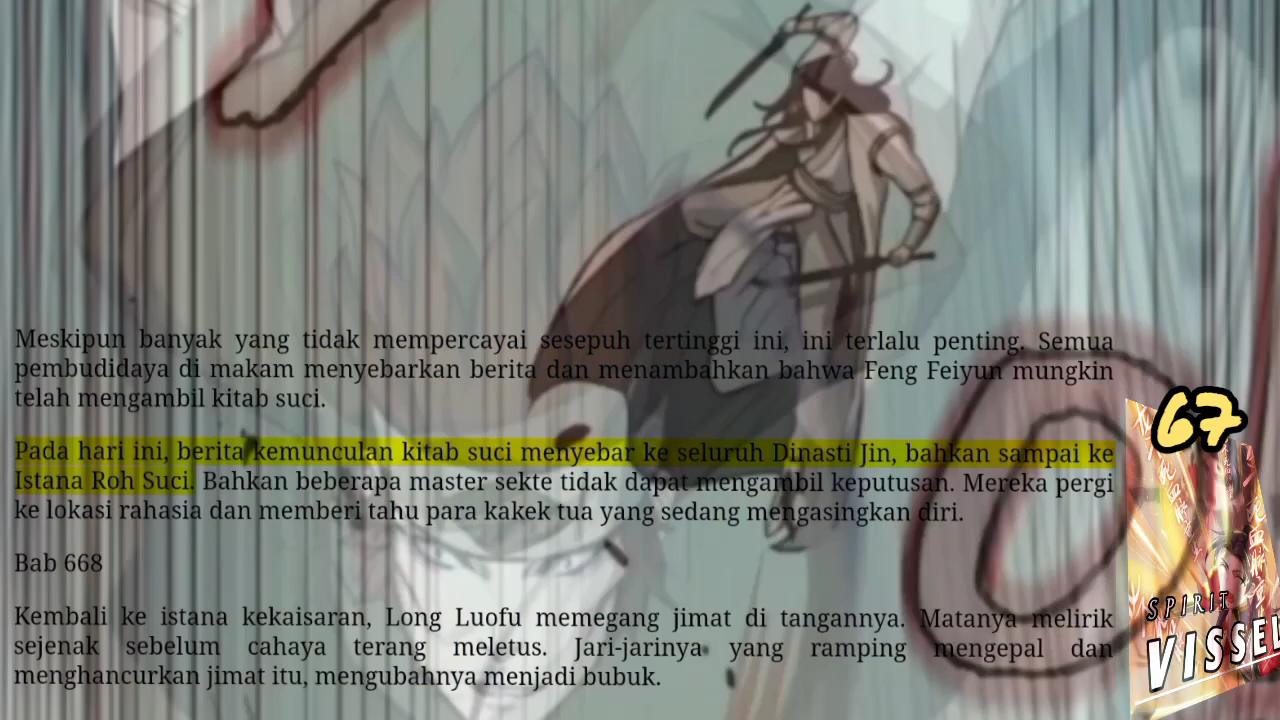 Meskipun banyak yang tidak mempercayai sesepuh tertinggi ini, ini terlalu penting. Semua
pembudidaya di makam menyebarkan berita dan menambahkan bahwa Feng Feiyun mungkin
telah mengambil kitab suci.
Pada hari ini, berita kemunculan kitab suci menyebar ke seluruh Dinasti Jin, bahkan sampai ke
Istana Roh Suci. Bahkan beberapa master sekte tidak dapat mengambil keputusan. Mereka pergi
ke lokasi rahasia dan memberi tahu para kakek tua yang sedang mengasingkan diri.
Bab 668
Kembali ke istana kekaisaran, Long Luofu memegang jimat di tangannya. Matanya melirik
sejenak sebelum cahaya terang meletus. Jari-jarinya yang ramping mengepal dan
menghancurkan jimat itu, mengubahnya menjadi bubuk.
67
SPIRIT
VISSEL